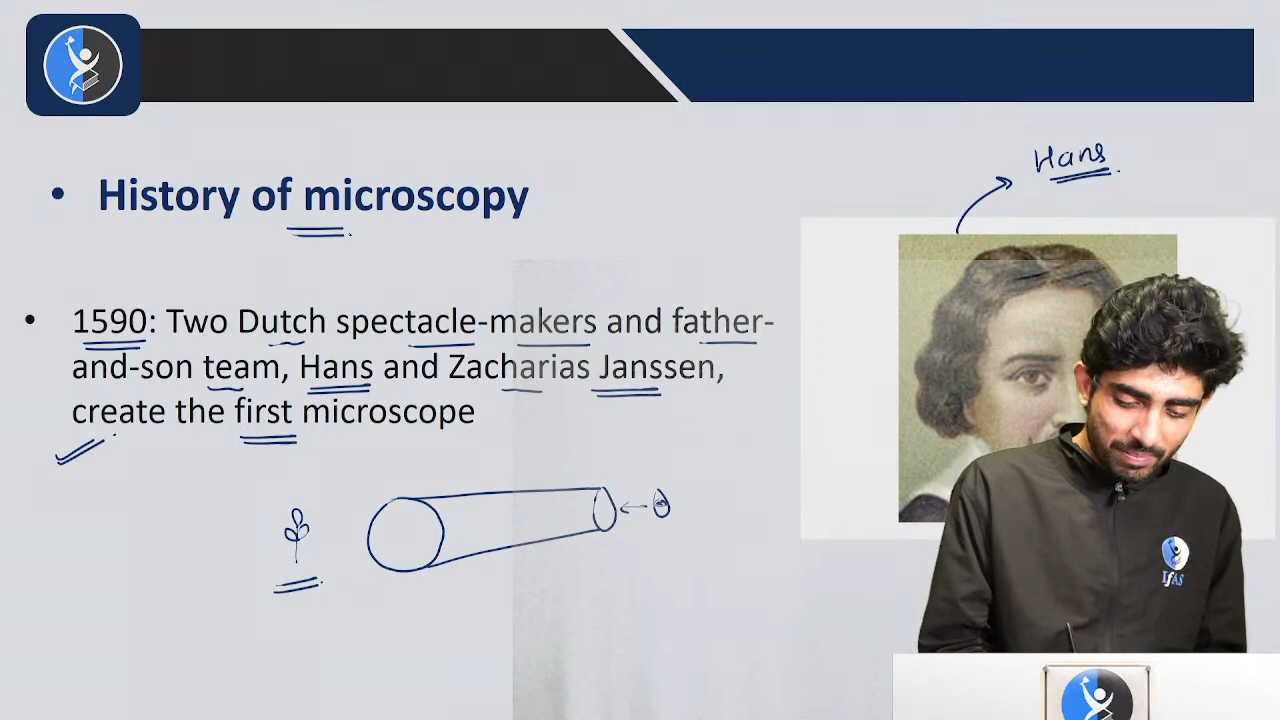 Hans
• History of microscopy
• 1590: Two Dutch spectacle-makers and father-
and-son team, Hans and Zacharias Janssen,
create the first microscope
IFAS